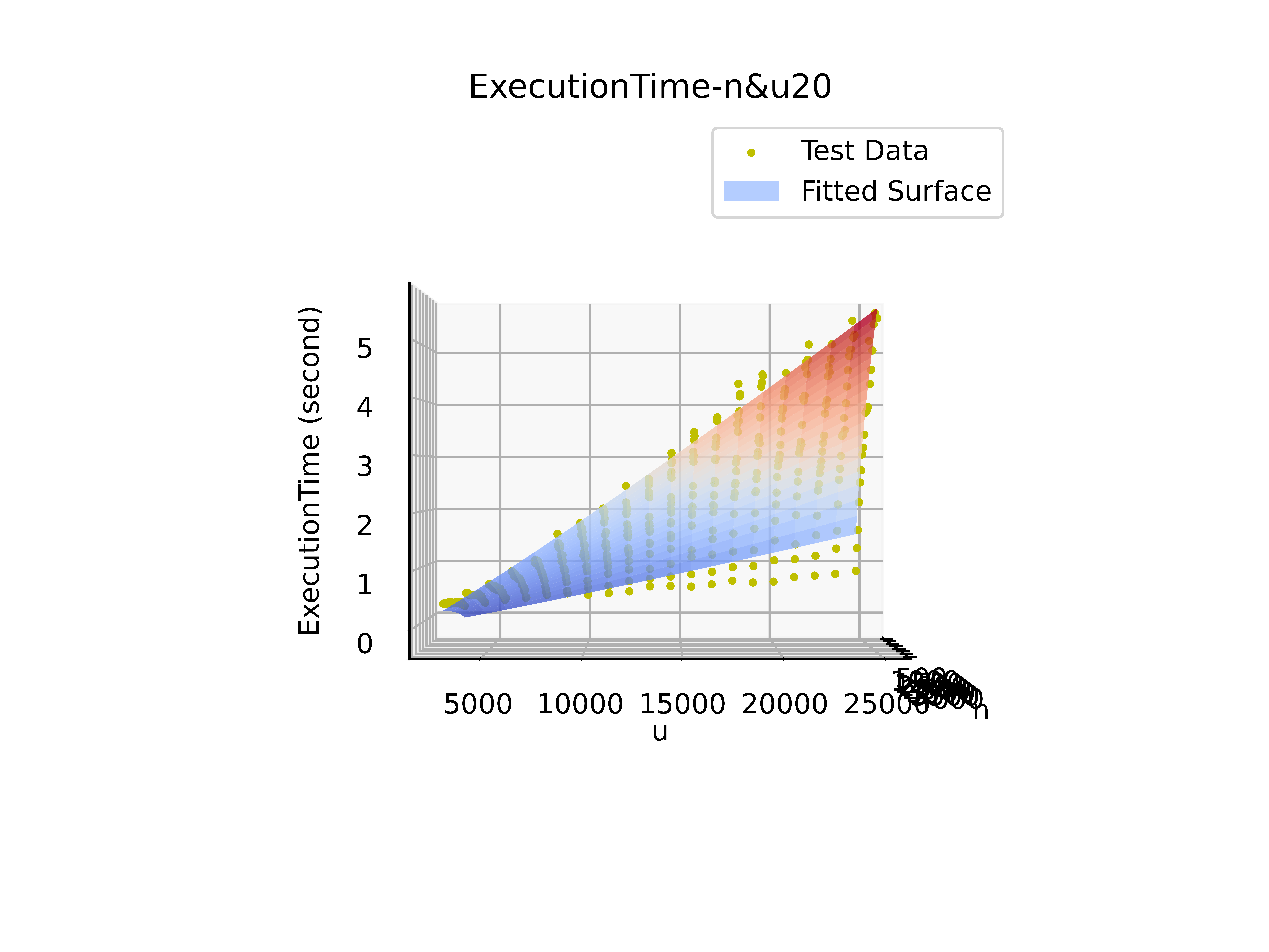 ExecutionTime-n&u20
Test Data
Fitted Surface
ExecutionTime (second)
5
4
3
2
1
0
5000 10000 15000 20000 25000
u
n